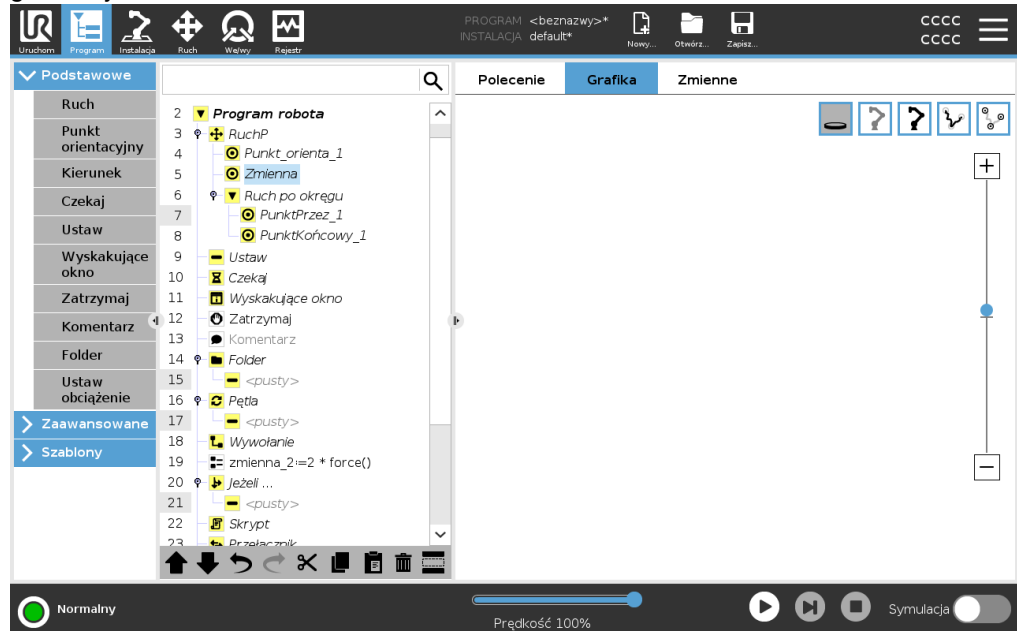 UR
PROGRAM <beznazwy>*
INSTALACJA default*
CCCC
CCCC
Uruchom Program Instalacja Ruch We/wy Rejestr
Nowy... Otwórz... Zapisz...
Podstawowe
Ruch
Punkt
orientacyjny
Kierunek
Czekaj
Ustaw
Wyskakujące
okno
Zatrzymaj
Komentarz
Folder
Ustaw
obciążenie
Zaawansowane
Szablony
2 Program robota
3 RuchP
4 Punkt_orienta_1
5 Zmienna
6 Ruch po okręgu
7 PunktPrzez_1
8 PunktKońcowy_1
9 Ustaw
10 Czekaj
11 Wyskakujące okno
12 Zatrzymaj
13 Komentarz
14 Folder
15 <pusty>
16 Pętla
17 <pusty>
18 Wywołanie
19 zmienna_2:=2 * force()
20 Jeżeli ...
21 <pusty>
22 Skrypt
23 Przełącznik
Polecenie Grafika Zmienne
Normalny
Prędkość 100%
Symulacja